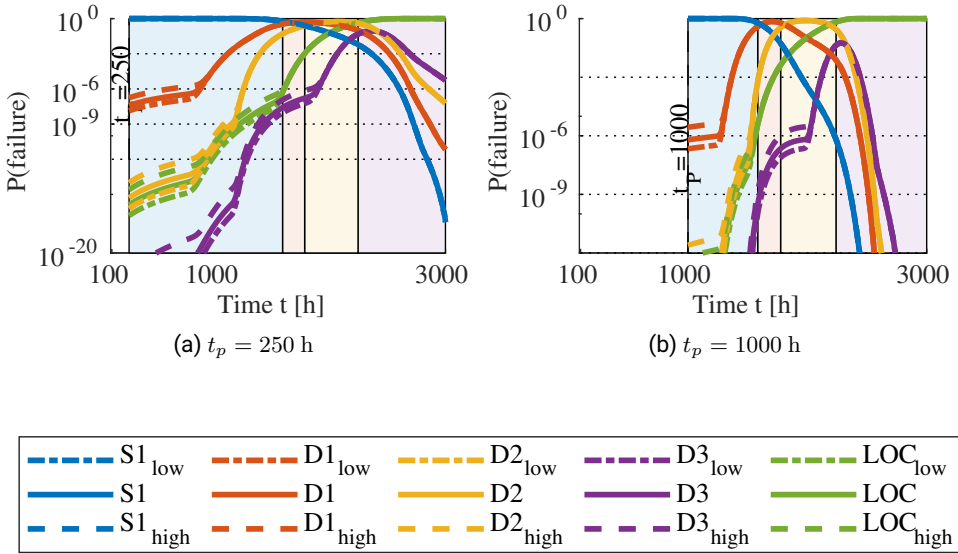 10^0
10^-6
10^-9
10^-20
P(failure)
t_p=250
100 1000 3000
Time t [h]
(a) t_p = 250 h
10^0
10^-6
10^-9
P(failure)
t_P=1000
100 1000 3000
Time t [h]
(b) t_p = 1000 h
S1_low D1_low D2_low D3_low LOC_low
S1 D1 D2 D3 LOC
S1_high D1_high D2_high D3_high LOC_high